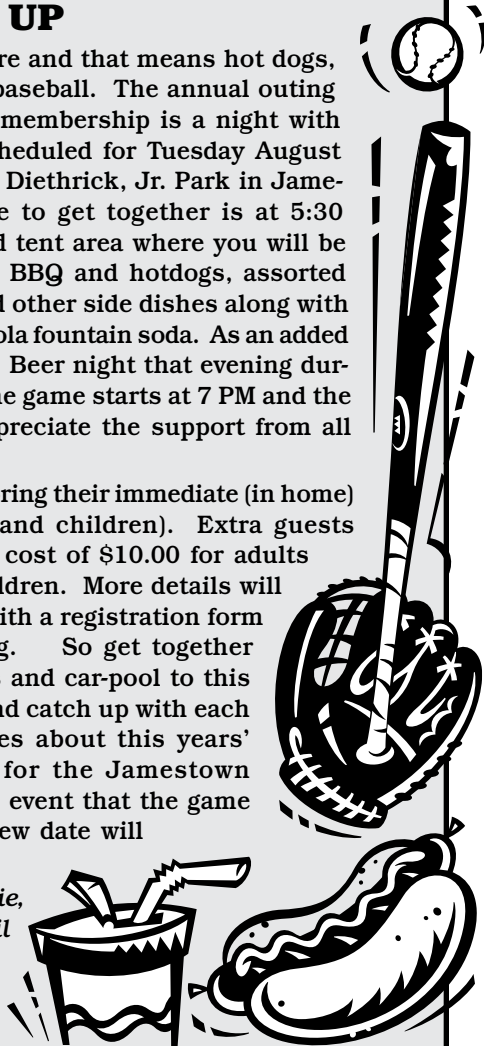 UP
re and that means hot dogs,
baseball. The annual outing
membership is a night with
heduled for Tuesday August
Diethrick, Jr. Park in Jame-
e to get together is at 5:30
d tent area where you will be
BBQ and hotdogs, assorted
l other side dishes along with
ola fountain soda. As an added
Beer night that evening dur-
ne game starts at 7 PM and the
preciate the support from all
ring their immediate (in home)
and children). Extra guests
cost of $10.00 for adults
ldren. More details will
ith a registration form
g. So get together
s and car-pool to this
nd catch up with each
es about this years’
for the Jamestown
event that the game
ew date will
ie,
il